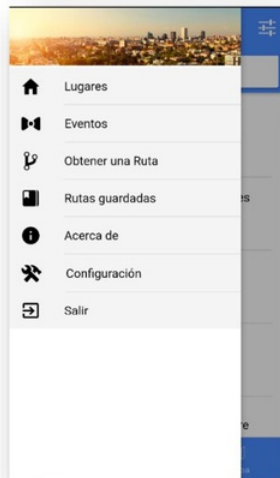 Lugares
Eventos
Obtener una Ruta
Rutas guardadas
Acerca de
Configuración
Salir